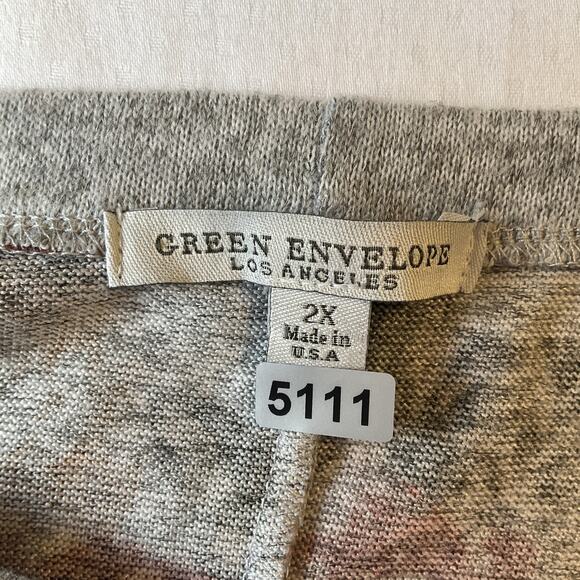 GREEN ENVELOPE
LOS ANGELES
2X
Made in
U.S.A
5111